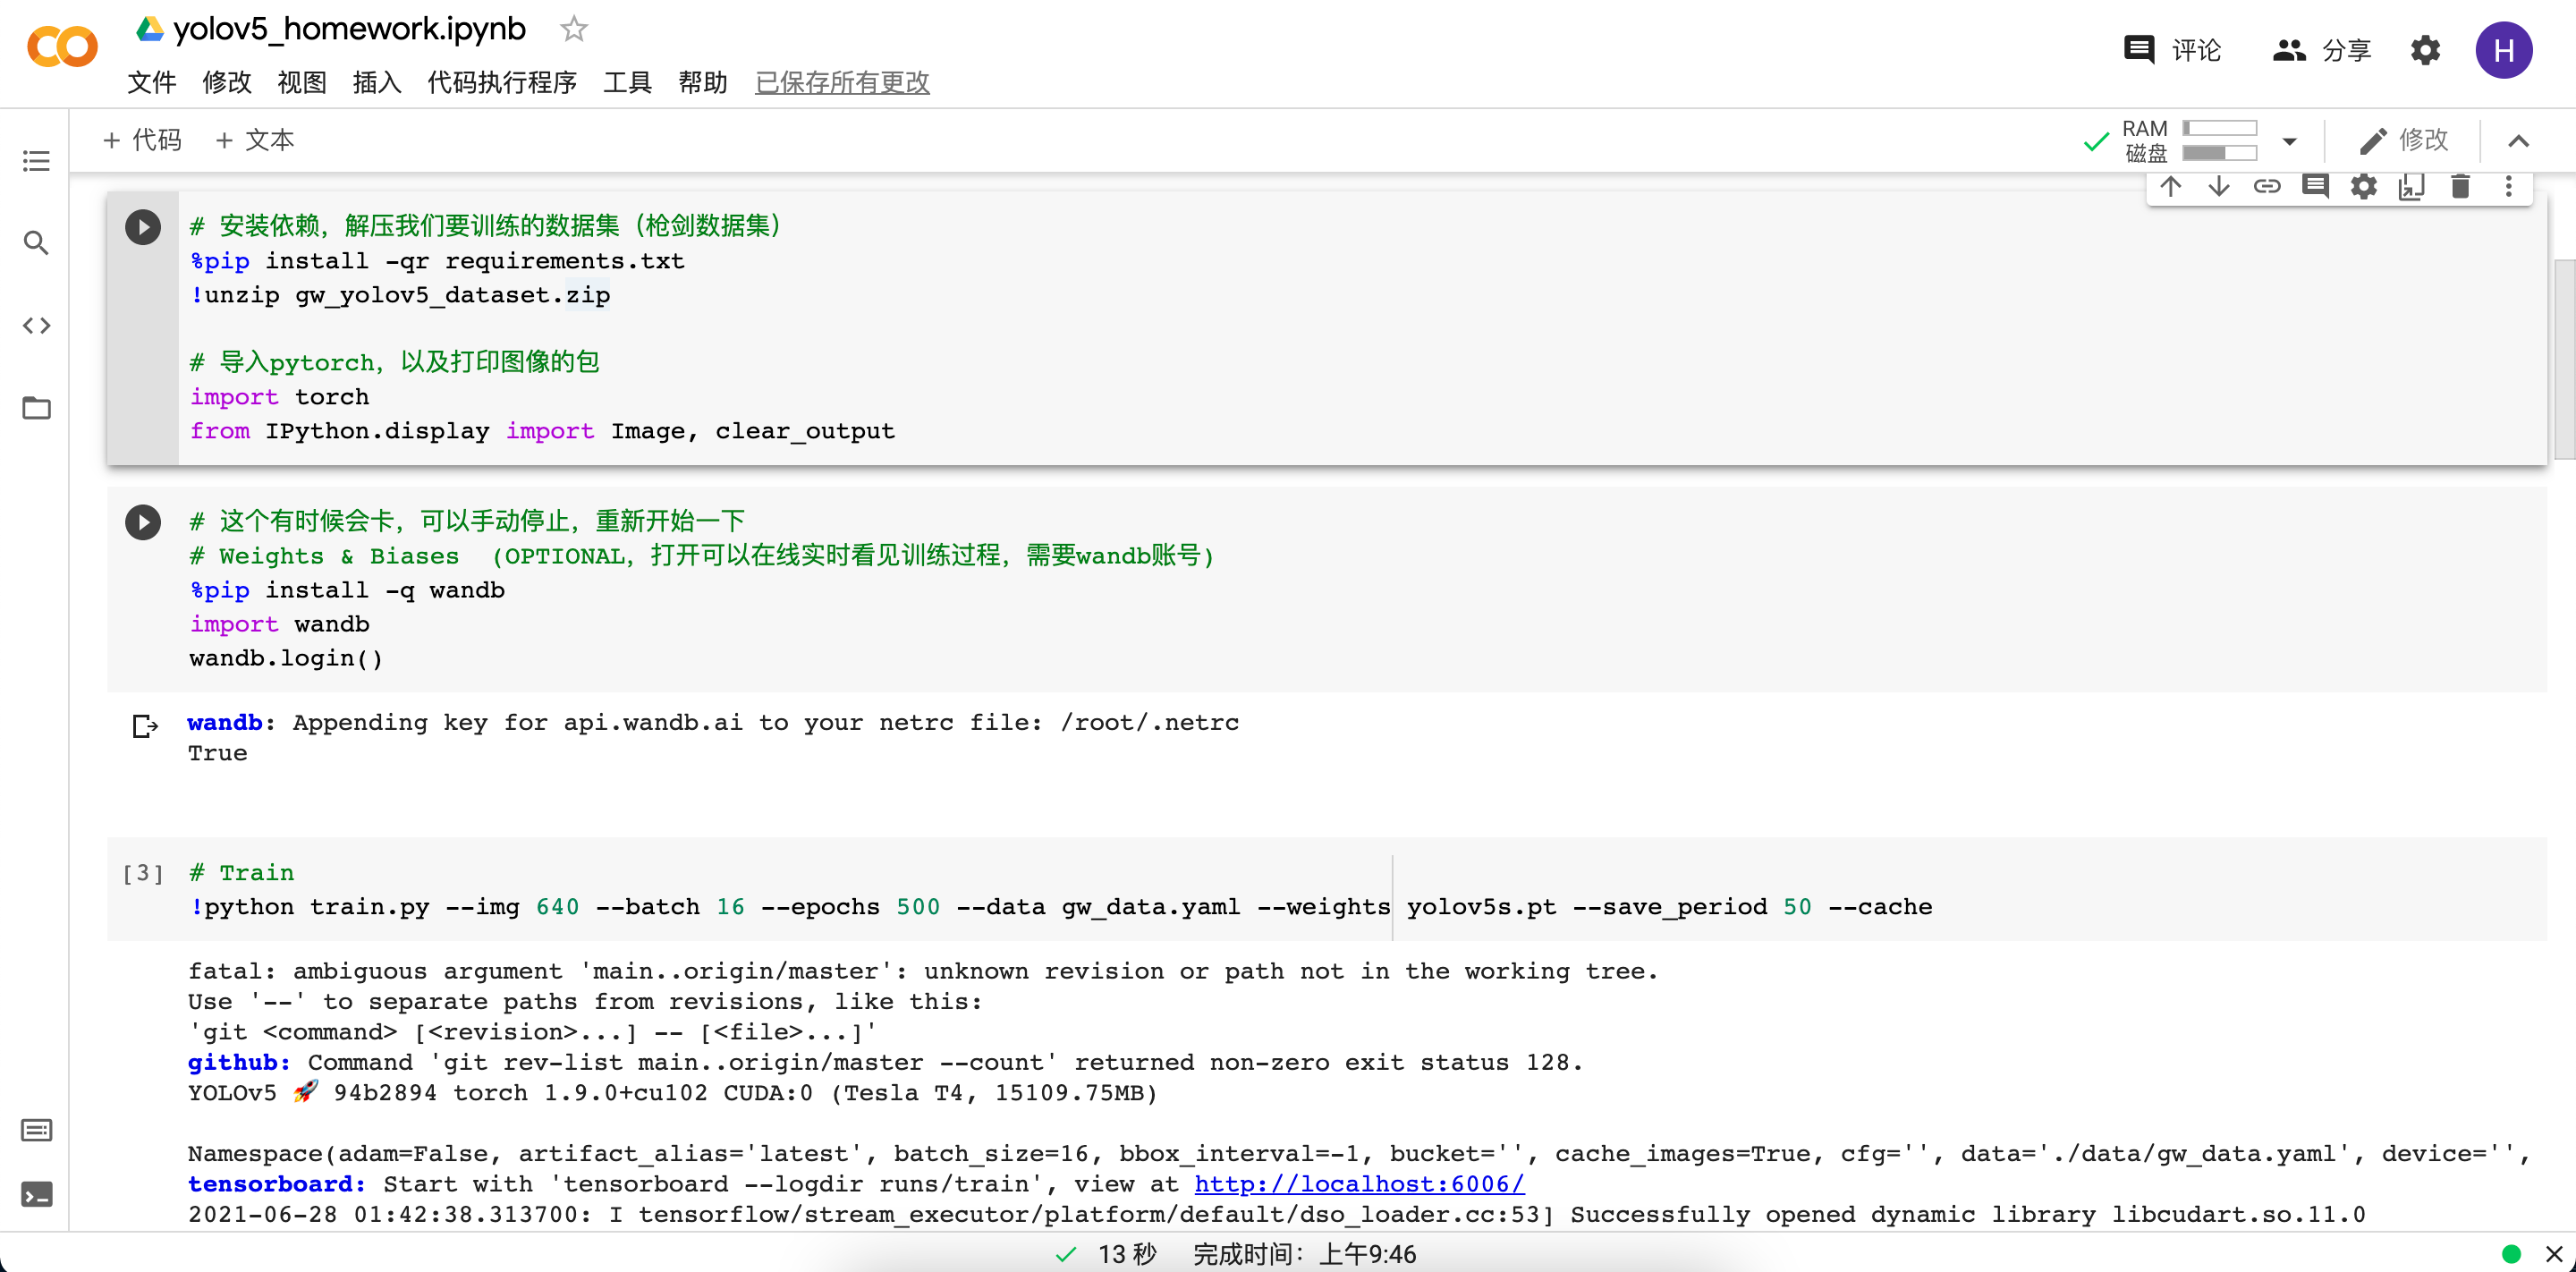 yolov5_homework.ipynb
文件 修改 视图 插入 代码执行程序 工具 帮助 已保存所有更改
评论 分享 H
+ 代码 + 文本
RAM
磁盘
修改
# 安装依赖，解压我们要训练的数据集（枪剑数据集）
%pip install -qr requirements.txt
!unzip gw_yolov5_dataset.zip
# 导入pytorch，以及打印图像的包
import torch
from IPython.display import Image, clear_output
# 这个有时候会卡，可以手动停止，重新开始一下
# Weights & Biases  (OPTIONAL，打开可以在线实时看见训练过程，需要wandb账号)
%pip install -q wandb
import wandb
wandb.login()
wandb: Appending key for api.wandb.ai to your netrc file: /root/.netrc
True
[3] # Train
!python train.py --img 640 --batch 16 --epochs 500 --data gw_data.yaml --weights yolov5s.pt --save_period 50 --cache
fatal: ambiguous argument 'main..origin/master': unknown revision or path not in the working tree.
Use '--' to separate paths from revisions, like this:
'git <command> [<revision>...] -- [<file>...]'
github: Command 'git rev-list main..origin/master --count' returned non-zero exit status 128.
YOLOv5 🚀 94b2894 torch 1.9.0+cu102 CUDA:0 (Tesla T4, 15109.75MB)
Namespace(adam=False, artifact_alias='latest', batch_size=16, bbox_interval=-1, bucket='', cache_images=True, cfg='', data='./data/gw_data.yaml', device='',
tensorboard: Start with 'tensorboard --logdir runs/train', view at http://localhost:6006/
2021-06-28 01:42:38.313700: I tensorflow/stream_executor/platform/default/dso_loader.cc:53] Successfully opened dynamic library libcudart.so.11.0
13 秒 完成时间：上午9:46